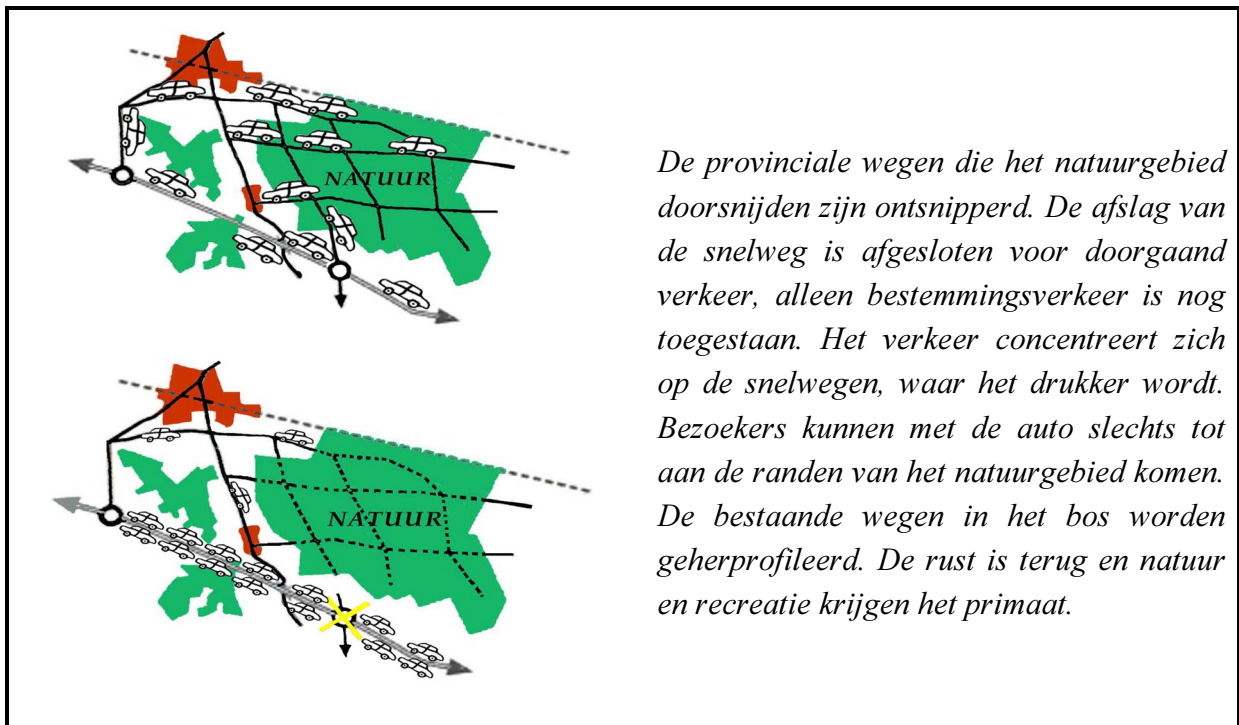 NATUUR
NATUUR
De provinciale wegen die het natuurgebied
doorsnijden zijn ontsnipperd. De afslag van
de snelweg is afgesloten voor doorgaand
verkeer, alleen bestemmingsverkeer is nog
toegestaan. Het verkeer concentreert zich
op de snelwegen, waar het drukker wordt.
Bezoekers kunnen met de auto slechts tot
aan de randen van het natuurgebied komen.
De bestaande wegen in het bos worden
geherprofileerd. De rust is terug en natuur
en recreatie krijgen het primaat.